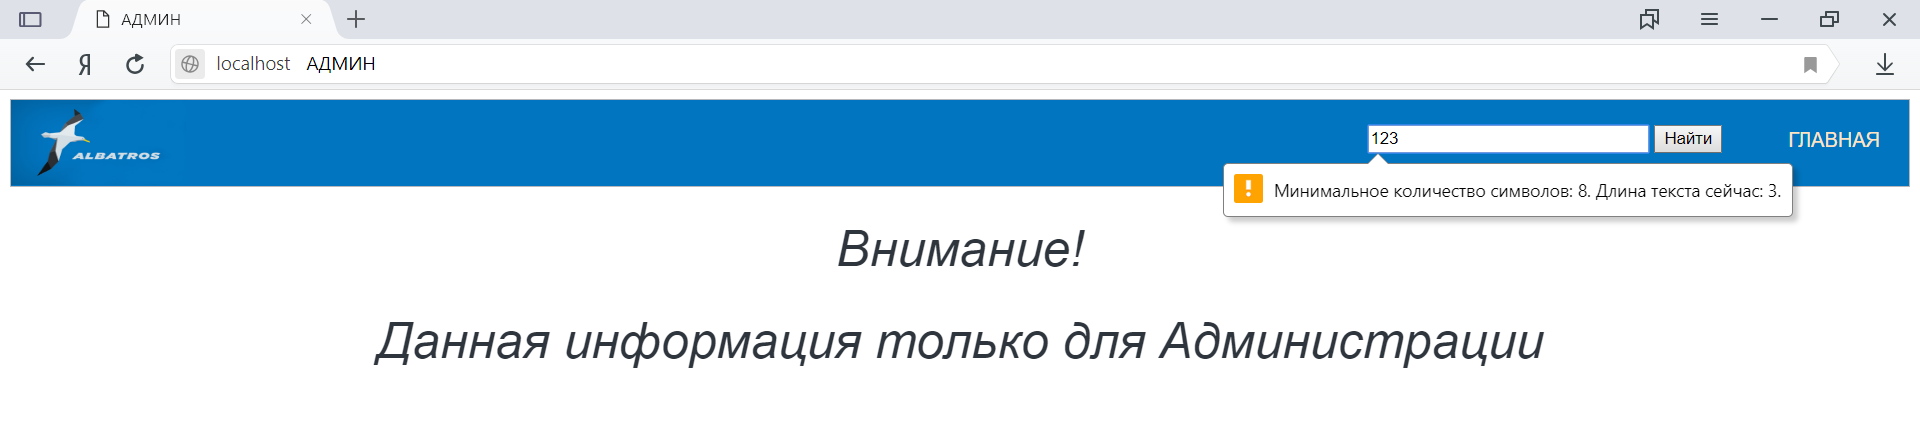 АДМИН
Я localhost АДМИН
ALBATROS
123 Найти ГЛАВНАЯ
Минимальное количество символов: 8. Длина текста сейчас: 3.
Внимание!
Данная информация только для Администрации